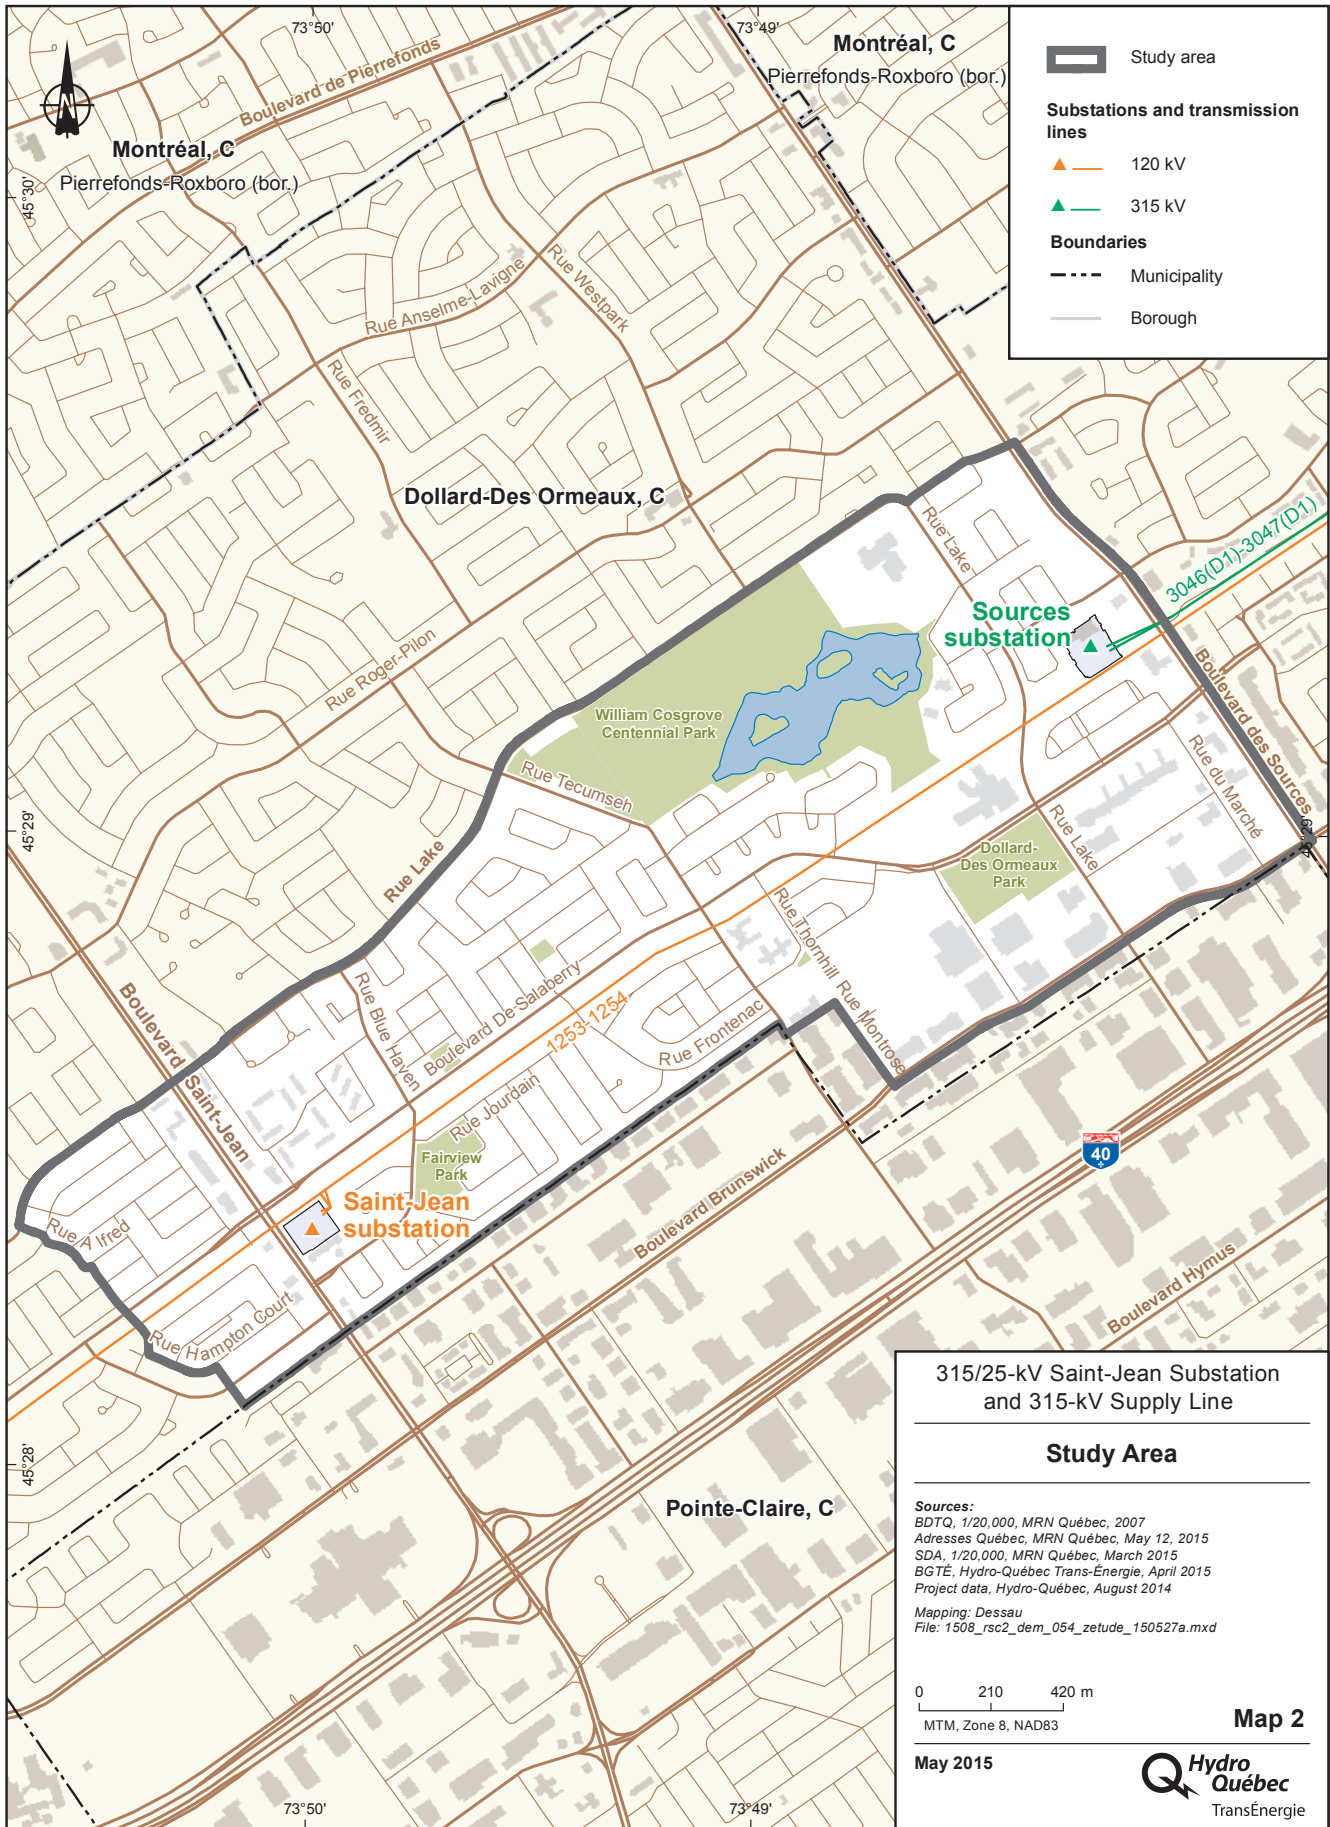 73°50'
73°49'
Montréal, C
Pierrefonds-Roxboro (bor.)
Boulevard de Pierrefonds
N
Montréal, C
Pierrefonds-Roxboro (bor.)
45°30'
Study area
Substations and transmission
lines
120 kV
315 kV
Boundaries
Municipality
Borough
Rue Anselme-Lavigne
Rue Westpark
Rue Fredmir
Dollard-Des Ormeaux, C
Rue Lake
3046(D1)-3047(D1)
Sources
substation
Rue Roger-Pilon
William Cosgrove
Centennial Park
Boulevard des Sources
Rue Tecumseh
Rue du Marché
45°29'
45°29'
Rue Lake
Dollard-
Des Ormeaux
Park
Rue Lake
Rue Thornhill
Boulevard Saint-Jean
Rue Blue Haven
Boulevard De Salaberry
1253-1254
Rue Frontenac
Rue Montrose
Rue Jourdain
Fairview
Park
40
Boulevard Brunswick
Saint-Jean
substation
Rue A lfred
Boulevard Hymus
Rue Hampton Court
45°28'
Pointe-Claire, C
315/25-kV Saint-Jean Substation
and 315-kV Supply Line
Study Area
Sources:
BDTQ, 1/20,000, MRN Québec, 2007
Adresses Québec, MRN Québec, May 12, 2015
SDA, 1/20,000, MRN Québec, March 2015
BGTÉ, Hydro-Québec Trans-Énergie, April 2015
Project data, Hydro-Québec, August 2014
Mapping: Dessau
File: 1508_rsc2_dem_054_zetude_150527a.mxd
0 210 420 m
MTM, Zone 8, NAD83
Map 2
May 2015
Hydro
Québec
TransÉnergie
73°50'
73°49'